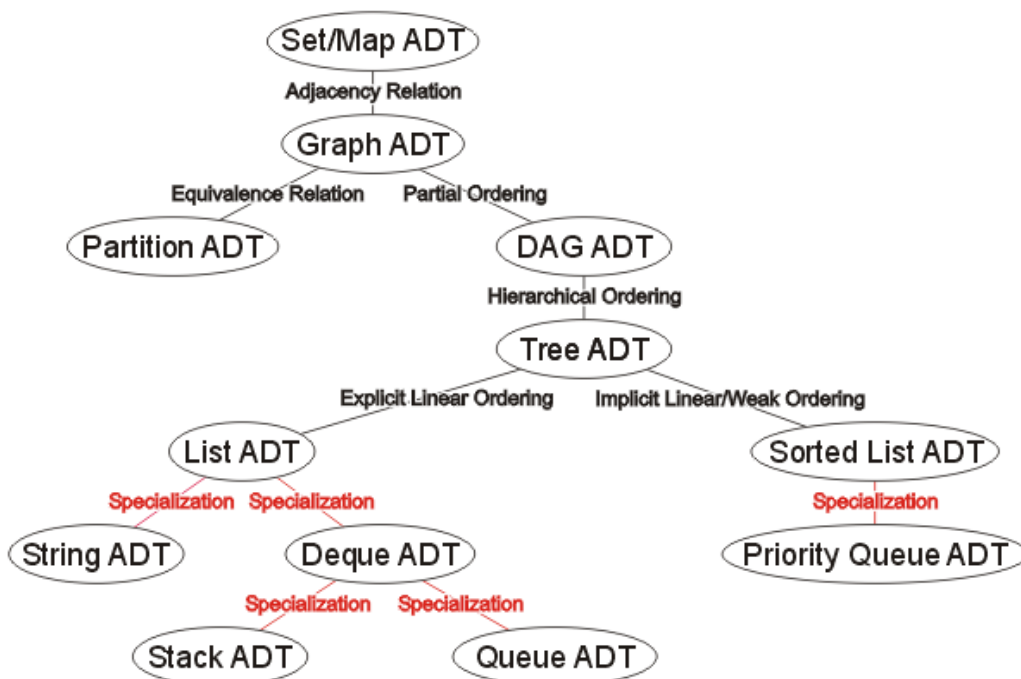 Set/Map ADT
Adjacency Relation
Graph ADT
Equivalence Relation
Partial Ordering
Partition ADT
DAG ADT
Hierarchical Ordering
Tree ADT
Explicit Linear Ordering
Implicit Linear/Weak Ordering
List ADT
Sorted List ADT
Specialization
Specialization
Specialization
String ADT
Deque ADT
Priority Queue ADT
Specialization
Specialization
Stack ADT
Queue ADT